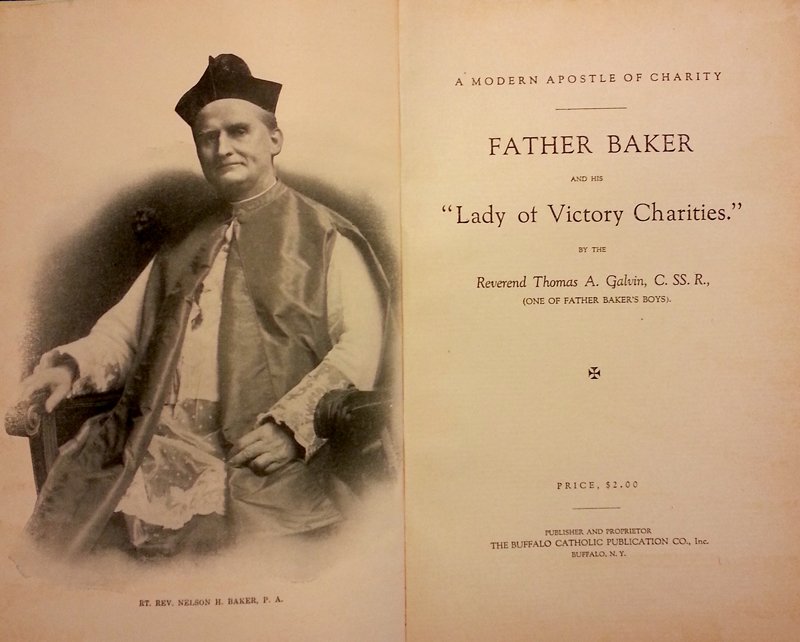 RT. REV. NELSON H. BAKER, P. A.
A MODERN APOSTLE OF CHARITY
FATHER BAKER
AND HIS
“Lady of Victory Charities.”
BY THE
Reverend Thomas A. Galvin, C. SS. R.,
(ONE OF FATHER BAKER'S BOYS).
PRICE, $2.00
PUBLISHER AND PROPRIETOR
THE BUFFALO CATHOLIC PUBLICATION CO., Inc.
BUFFALO, N. Y.